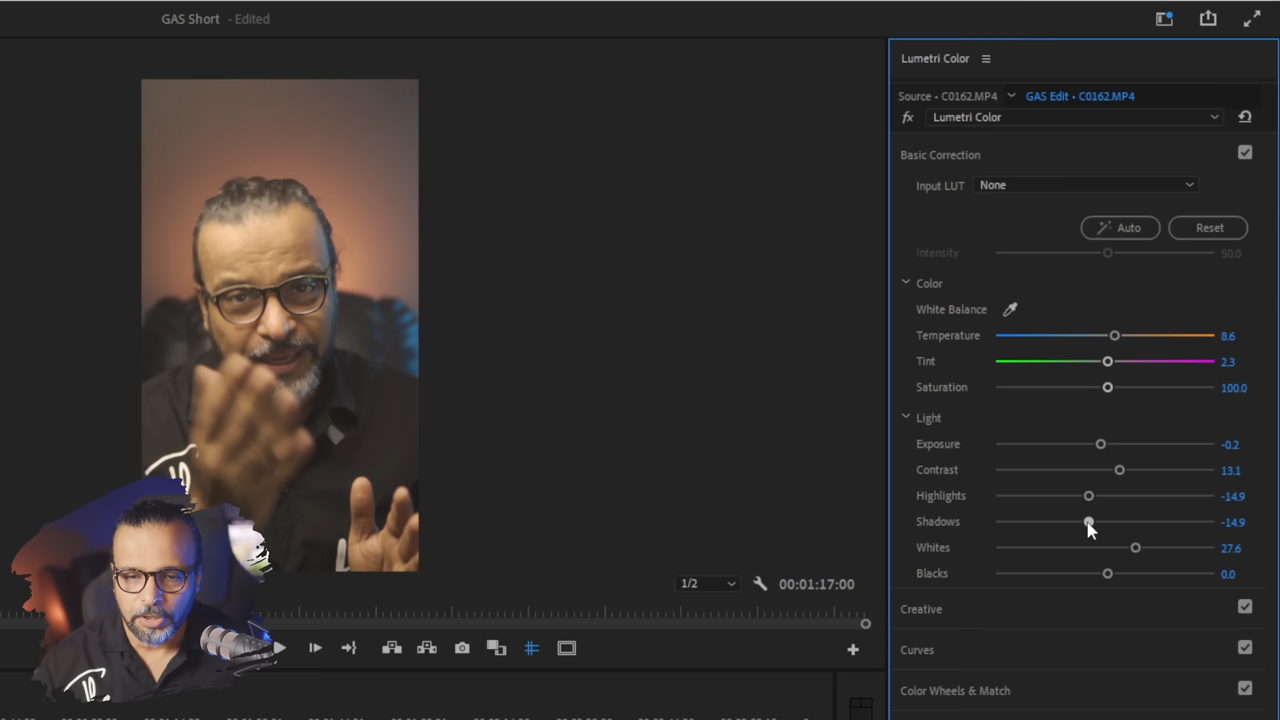 GAS Short - Edited
Lumetri Color
Source • C0162.MP4 GAS Edit • C0162.MP4
fx Lumetri Color
Basic Correction
Input LUT None
Auto Reset
Intensity 50.0
Color
White Balance
Temperature 8.6
Tint 2.3
Saturation 100.0
Light
Exposure -0.2
Contrast 13.1
Highlights -14.9
Shadows -14.9
Whites 27.6
Blacks 0.0
1/2 00:01:17:00
Creative
Curves
Color Wheels & Match